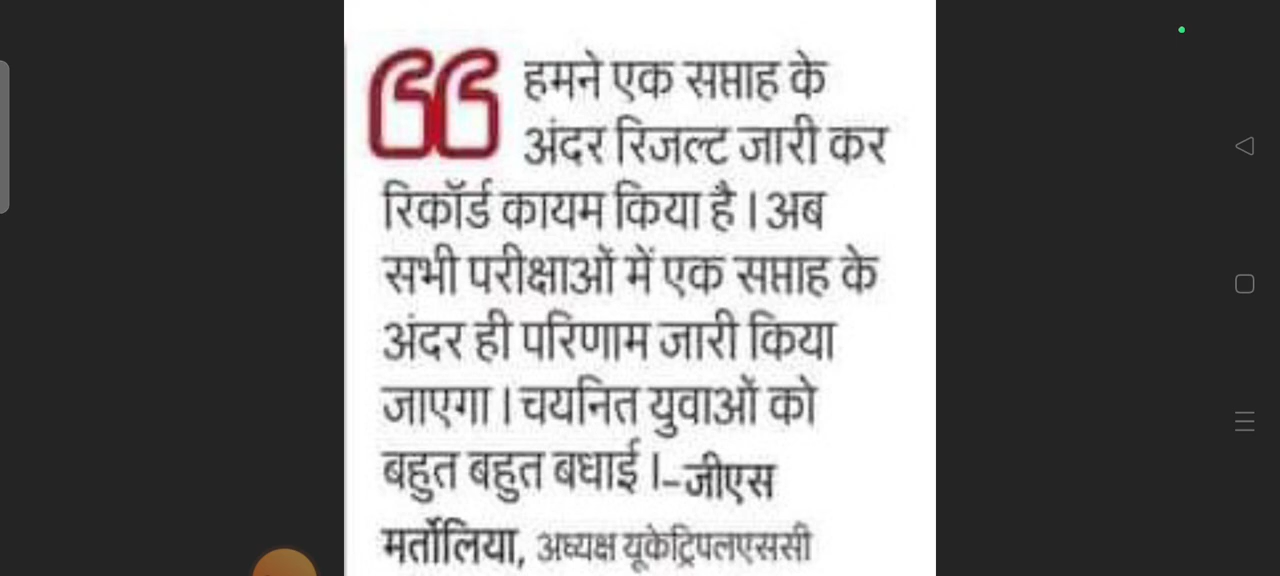 हमने एक सप्ताह के
अंदर रिजल्ट जारी कर
रिकॉर्ड कायम किया है । अब
सभी परीक्षाओं में एक सप्ताह के
अंदर ही परिणाम जारी किया
जाएगा । चयनित युवाओं को
बहुत बहुत बधाई ।-जीएस
मर्तोलिया, अध्यक्ष यूकेट्रिपलएससी